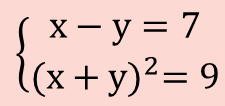 x − y = 7
(x + y)² = 9